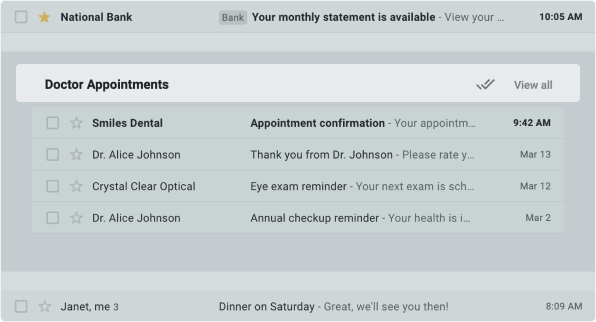 National Bank Bank Your monthly statement is available - View your ... 10:05 AM
Doctor Appointments View all
Smiles Dental Appointment confirmation - Your appointm... 9:42 AM
Dr. Alice Johnson Thank you from Dr. Johnson - Please rate y... Mar 13
Crystal Clear Optical Eye exam reminder - Your next exam is sch... Mar 12
Dr. Alice Johnson Annual checkup reminder - Your health is i... Mar 2
Janet, me 3 Dinner on Saturday - Great, we'll see you then! 8:09 AM